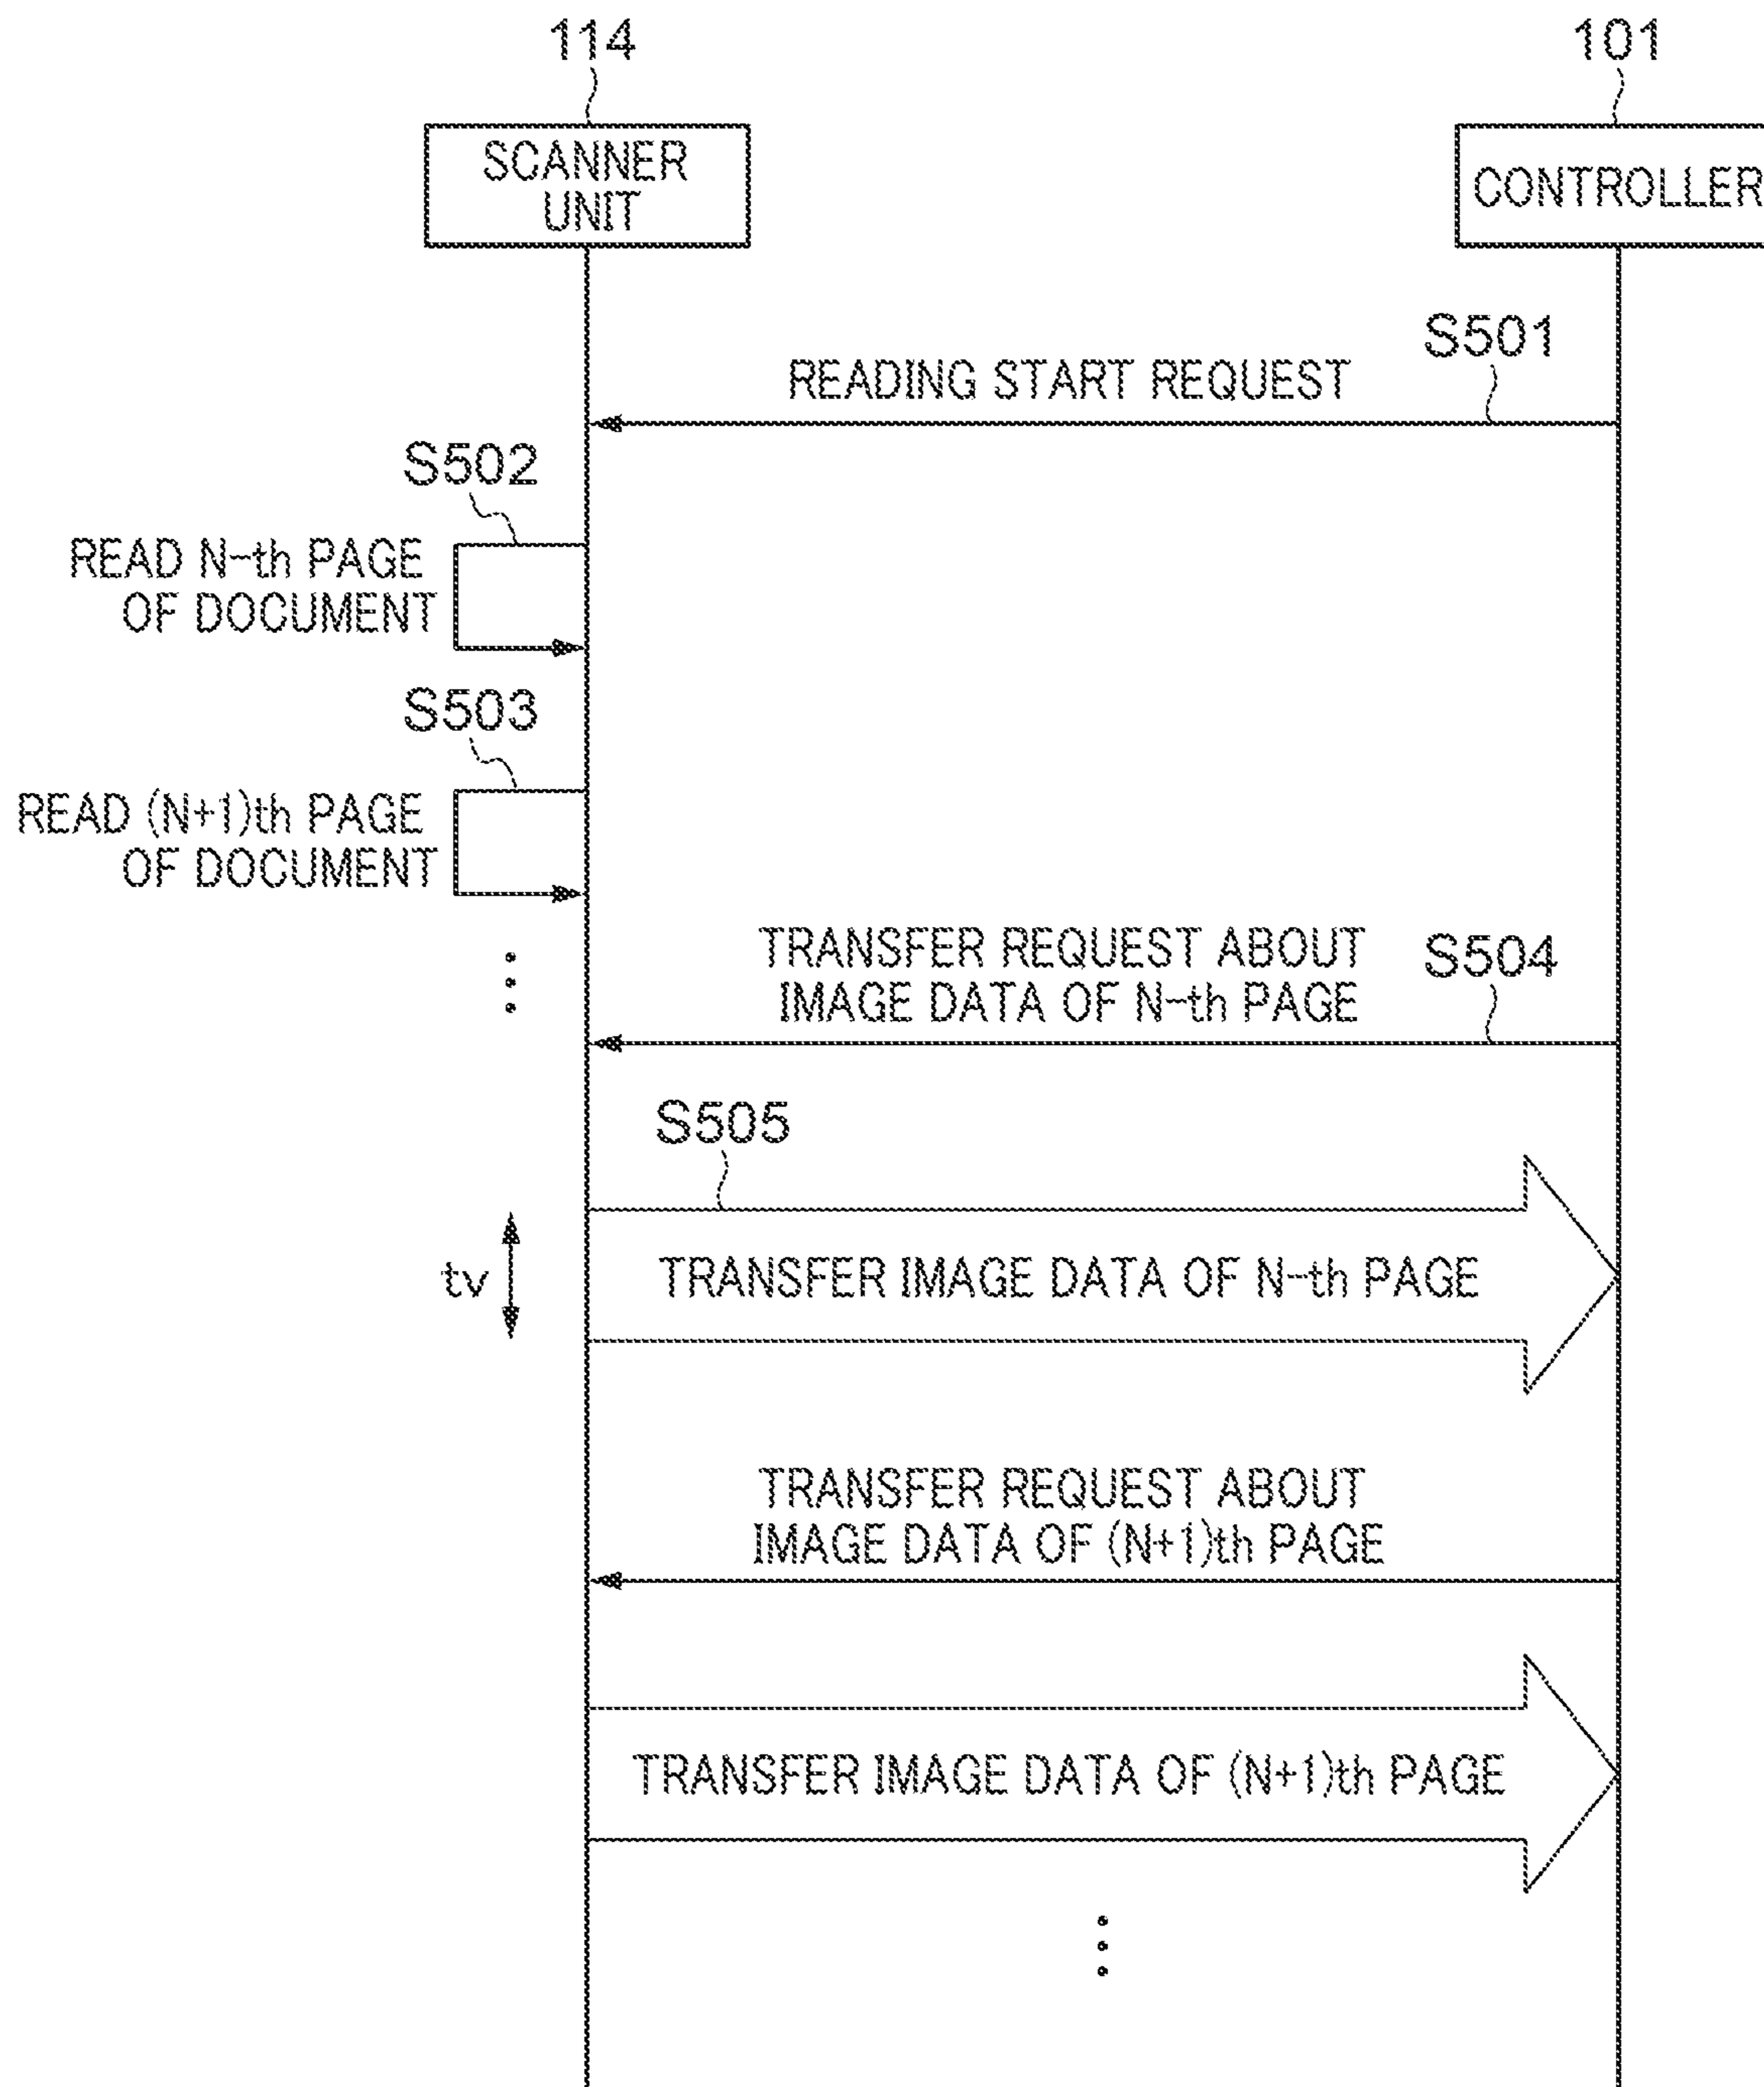 114
101
SCANNER
UNIT
CONTROLLER
S501
READING START REQUEST
S502
READ N-th PAGE
OF DOCUMENT
S503
READ (N+1)th PAGE
OF DOCUMENT
TRANSFER REQUEST ABOUT
IMAGE DATA OF N-th PAGE
S504
S505
tv
TRANSFER IMAGE DATA OF N-th PAGE
TRANSFER REQUEST ABOUT
IMAGE DATA OF (N+1)th PAGE
TRANSFER IMAGE DATA OF (N+1)th PAGE